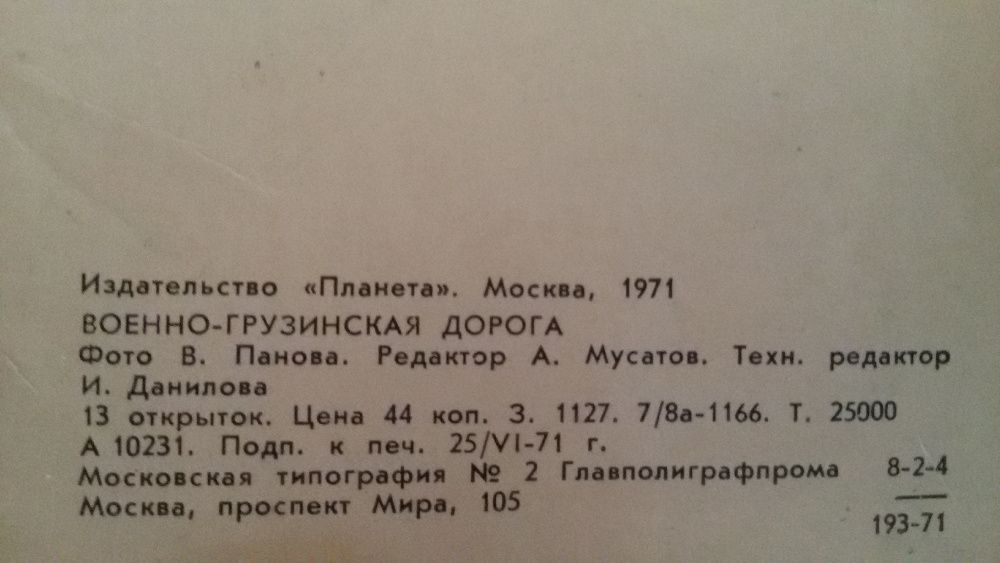 Издательство «Планета». Москва, 1971
ВОЕННО-ГРУЗИНСКАЯ ДОРОГА
Фото В. Панова. Редактор А. Мусатов. Техн. редактор
И. Данилова
13 открыток. Цена 44 коп. З. 1127. 7/8а-1166. Т. 25000
А 10231. Подп. к печ. 25/VI-71 г.
Московская типография № 2 Главполиграфпрома
Москва, проспект Мира, 105
8-2-4
193-71